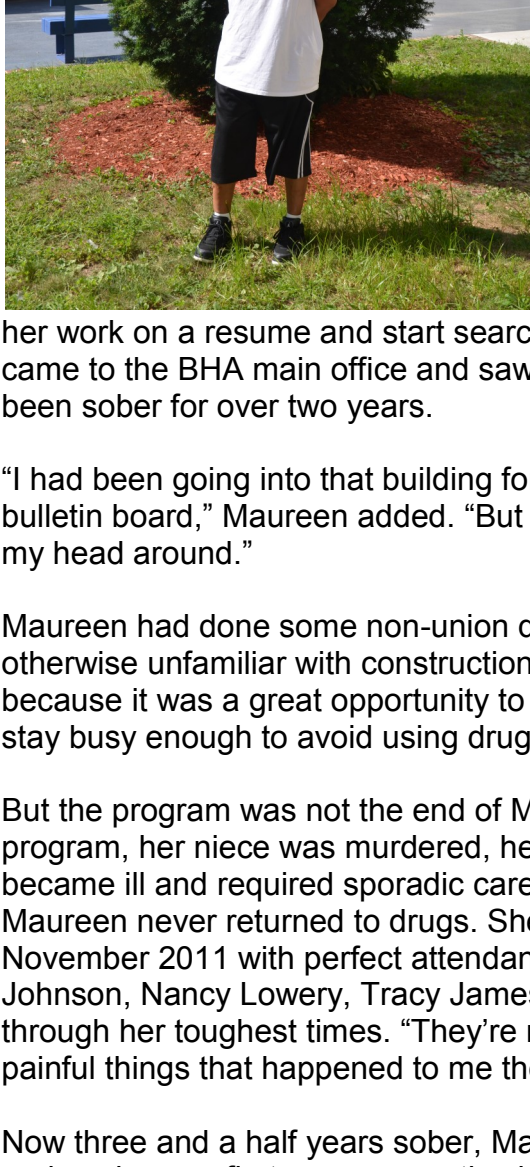 her work on a resume and start searc
came to the BHA main office and saw
been sober for over two years.
“I had been going into that building fo
bulletin board,” Maureen added. “But
my head around.”
Maureen had done some non-union d
otherwise unfamiliar with construction
because it was a great opportunity to
stay busy enough to avoid using drug
But the program was not the end of M
program, her niece was murdered, he
became ill and required sporadic care
Maureen never returned to drugs. She
November 2011 with perfect attendan
Johnson, Nancy Lowery, Tracy James
through her toughest times. “They’re
painful things that happened to me the
Now three and a half years sober, Ma